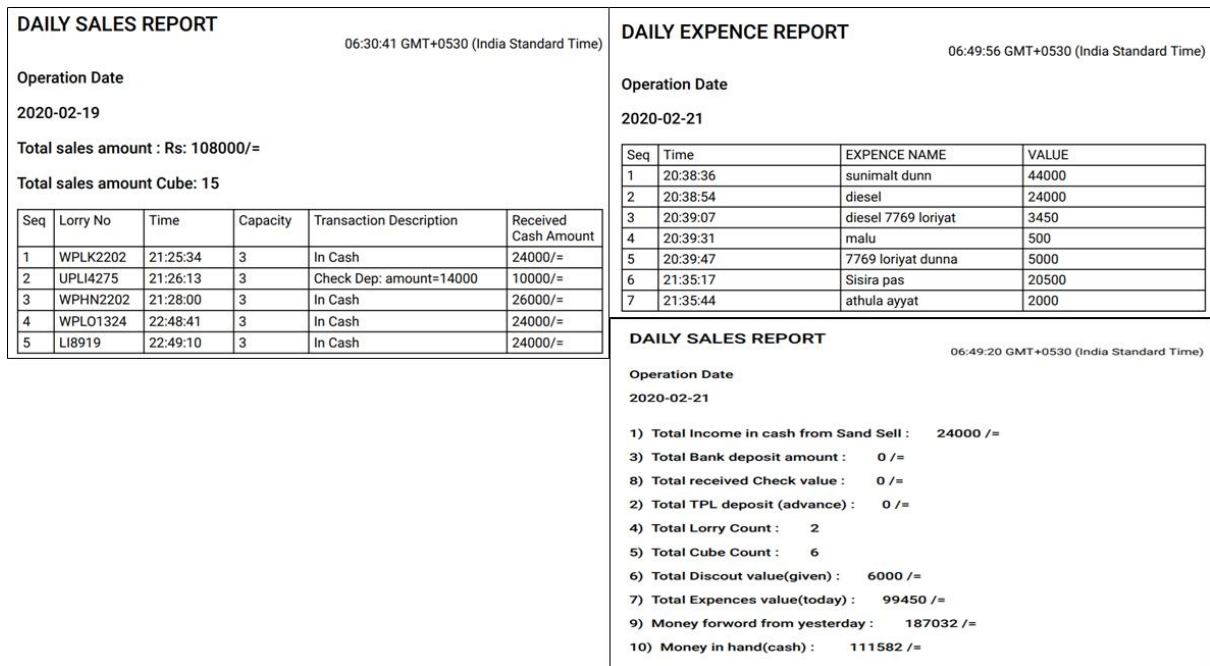 DAILY SALES REPORT
06:30:41 GMT+0530 (India Standard Time)
Operation Date
2020-02-19
Total sales amount : Rs: 108000/=
Total sales amount Cube: 15
Seq Lorry No Time Capacity Transaction Description Received Cash Amount
1 WPLK2202 21:25:34 3 In Cash 24000/=
2 UPLI4275 21:26:13 3 Check Dep: amount=14000 10000/=
3 WPHN2202 21:28:00 3 In Cash 26000/=
4 WPLO1324 22:48:41 3 In Cash 24000/=
5 LI8919 22:49:10 3 In Cash 24000/=
DAILY EXPENCE REPORT
06:49:56 GMT+0530 (India Standard Time)
Operation Date
2020-02-21
Seq Time EXPENCE NAME VALUE
1 20:38:36 sunimalt dunn 44000
2 20:38:54 diesel 24000
3 20:39:07 diesel 7769 loriyat 3450
4 20:39:31 malu 500
5 20:39:47 7769 loriyat dunna 5000
6 21:35:17 Sisira pas 20500
7 21:35:44 athula ayyat 2000
DAILY SALES REPORT
06:49:20 GMT+0530 (India Standard Time)
Operation Date
2020-02-21
1) Total Income in cash from Sand Sell : 24000 /=
3) Total Bank deposit amount : 0 /=
8) Total received Check value : 0 /=
2) Total TPL deposit (advance) : 0 /=
4) Total Lorry Count : 2
5) Total Cube Count : 6
6) Total Discout value(given) : 6000 /=
7) Total Expences value(today) : 99450 /=
9) Money forword from yesterday : 187032 /=
10) Money in hand(cash) : 111582 /=